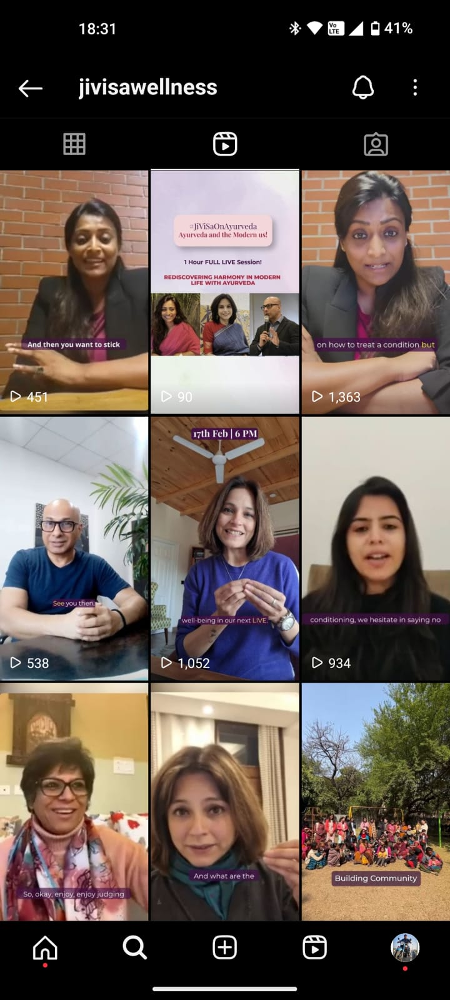 18:31
Vo
LTE
41%
jivisawellness
And then you want to stick
451
#JiViSaOnAyurveda
Ayurveda and the Modern us!
1 Hour FULL LIVE Session!
REDISCOVERING HARMONY IN MODERN
LIFE WITH AYURVEDA
90
on how to treat a condition but
1,363
See you then.
538
17th Feb | 6 PM
well-being in our next LIVE.
1,052
conditioning, we hesitate in saying no
934
So, okay, enjoy, enjoy judging
And what are the
Building Community